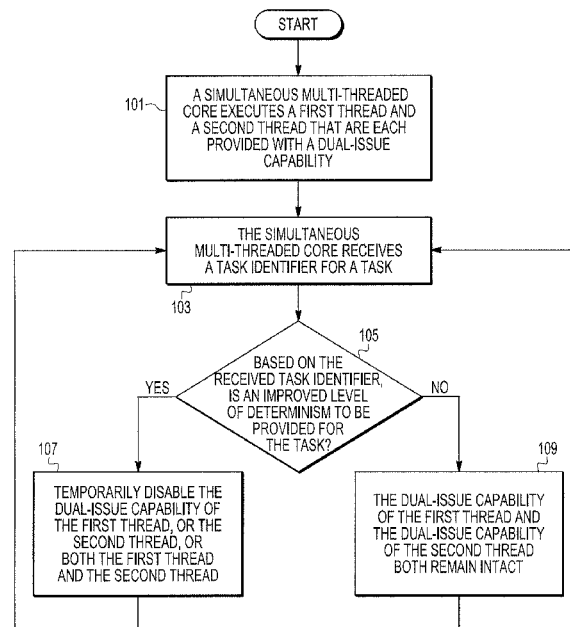 START
101
A SIMULTANEOUS MULTI-THREADED
CORE EXECUTES A FIRST THREAD AND
A SECOND THREAD THAT ARE EACH
PROVIDED WITH A DUAL-ISSUE
CAPABILITY
THE SIMULTANEOUS
MULTI-THREADED CORE RECEIVES
A TASK IDENTIFIER FOR A TASK
103
105
BASED ON THE
RECEIVED TASK IDENTIFIER,
IS AN IMPROVED LEVEL
OF DETERMINISM TO BE
PROVIDED FOR
THE TASK?
YES
NO
107
TEMPORARILY DISABLE THE
DUAL-ISSUE CAPABILITY OF
THE FIRST THREAD, OR THE
SECOND THREAD, OR
BOTH THE FIRST THREAD
AND THE SECOND THREAD
109
THE DUAL-ISSUE CAPABILITY
OF THE FIRST THREAD AND
THE DUAL-ISSUE CAPABILITY
OF THE SECOND THREAD
BOTH REMAIN INTACT